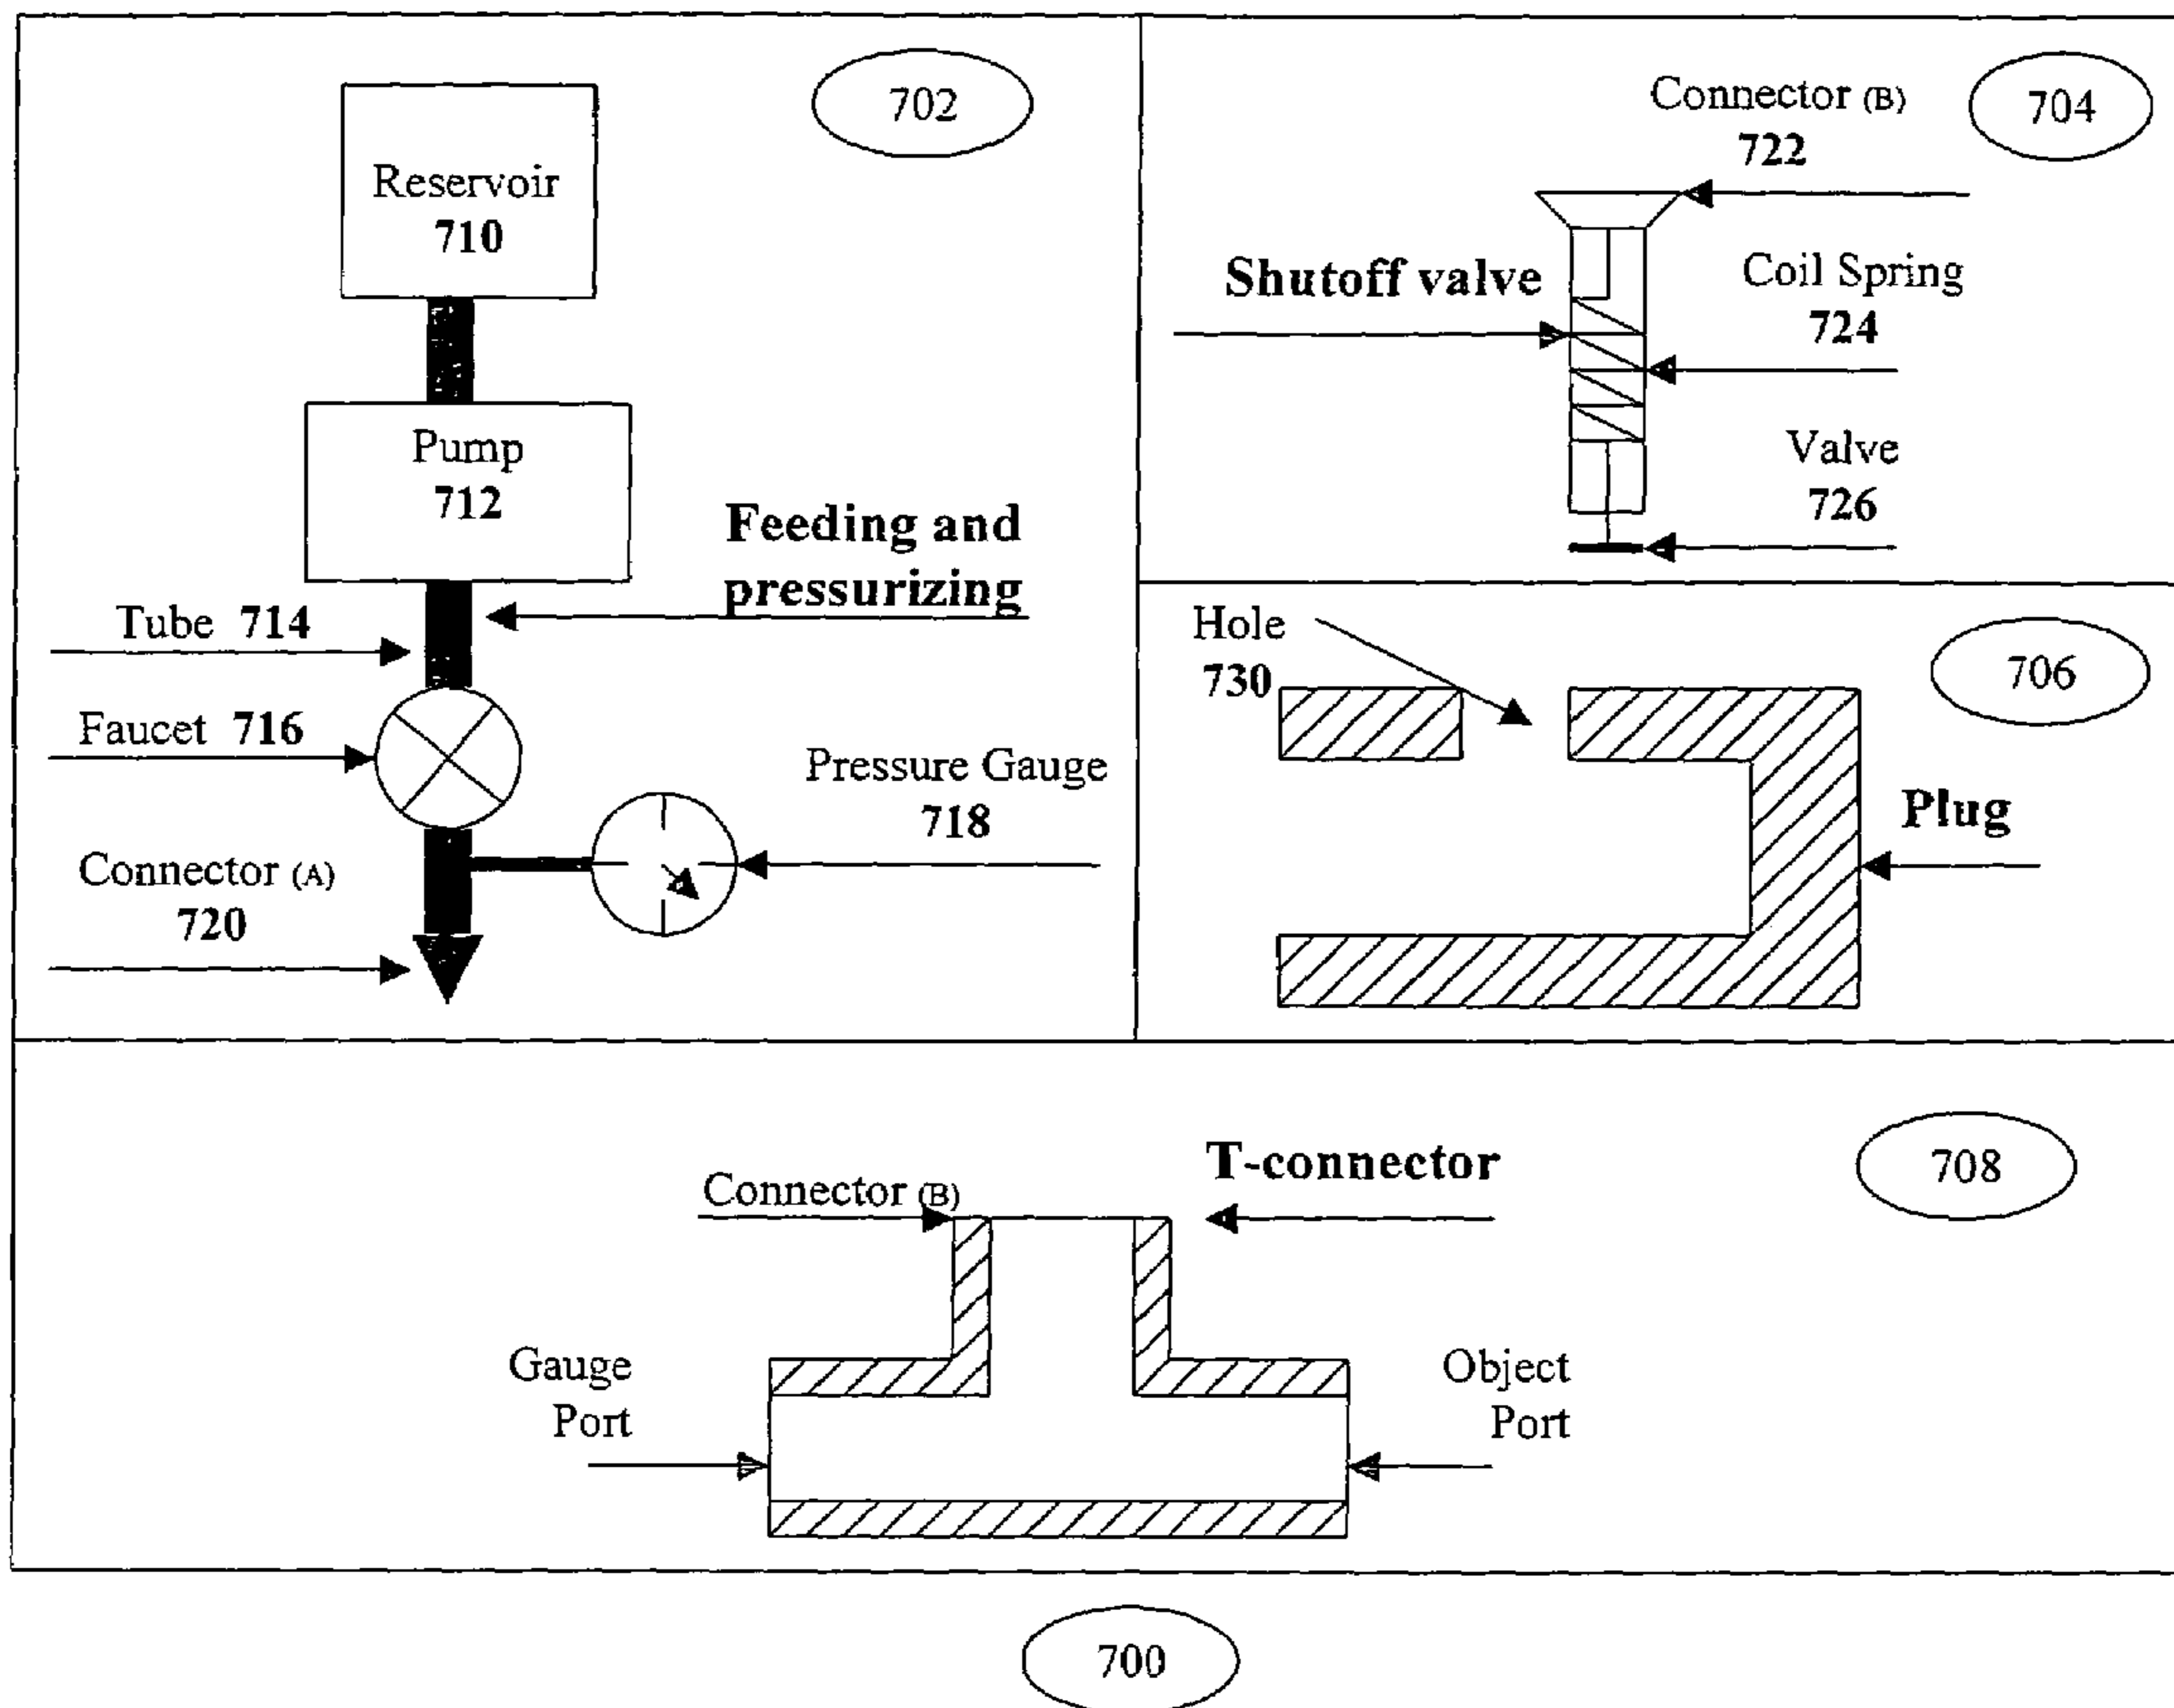 702
Reservoir
710
Pump
712
Feeding and
pressurizing
Tube 714
Faucet 716
Pressure Gauge
718
Connector (A)
720
704
Connector (B)
722
Shutoff valve
Coil Spring
724
Valve
726
Hole
730
706
Plug
708
T-connector
Connector (B)
Gauge
Port
Object
Port
700